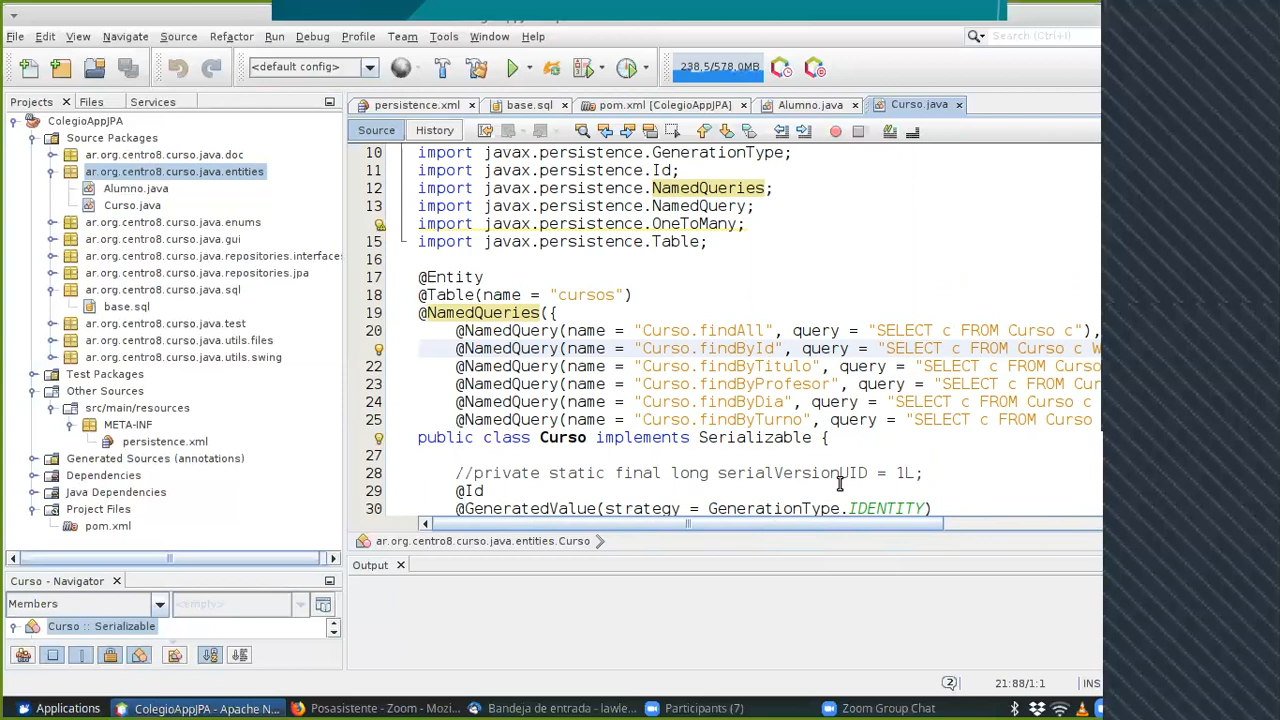 File Edit View Navigate Source Refactor Run Debug Profile Team Tools Window Help
Search (Ctrl+I)
<default config>
238,5/578,0MB
Projects Files Services
persistence.xml base.sql pom.xml [ColegioAppJPA] Alumno.java Curso.java
ColegioAppJPA
Source Packages
ar.org.centro8.curso.java.doc
ar.org.centro8.curso.java.entities
Alumno.java
Curso.java
ar.org.centro8.curso.java.enums
ar.org.centro8.curso.java.gui
ar.org.centro8.curso.java.repositories.interfaces
ar.org.centro8.curso.java.repositories.jpa
ar.org.centro8.curso.java.sql
base.sql
ar.org.centro8.curso.java.test
ar.org.centro8.curso.java.utils.files
ar.org.centro8.curso.java.utils.swing
Test Packages
Other Sources
src/main/resources
META-INF
persistence.xml
Generated Sources (annotations)
Dependencies
Java Dependencies
Project Files
pom.xml
Source History
10 import javax.persistence.GenerationType;
11 import javax.persistence.Id;
12 import javax.persistence.NamedQueries;
13 import javax.persistence.NamedQuery;
import javax.persistence.OneToMany;
15 import javax.persistence.Table;
16
17 @Entity
18 @Table(name = "cursos")
19 @NamedQueries({
20 @NamedQuery(name = "Curso.findAll", query = "SELECT c FROM Curso c"),
@NamedQuery(name = "Curso.findById", query = "SELECT c FROM Curso c W
22 @NamedQuery(name = "Curso.findByTitulo", query = "SELECT c FROM Curso
23 @NamedQuery(name = "Curso.findByProfesor", query = "SELECT c FROM Cur
24 @NamedQuery(name = "Curso.findByDia", query = "SELECT c FROM Curso c
25 @NamedQuery(name = "Curso.findByTurno", query = "SELECT c FROM Curso
public class Curso implements Serializable {
27
28 //private static final long serialVersionUID = 1L;
29 @Id
30 @GeneratedValue(strategy = GenerationType.IDENTITY)
ar.org.centro8.curso.java.entities.Curso
Output
Curso - Navigator
Members <empty>
Curso :: Serializable
2 21:88/1:1 INS
Applications ColegioAppJPA - Apache N... Posasistente - Zoom - Mozi... Bandeja de entrada - lawle... Participants (7) Zoom Group Chat